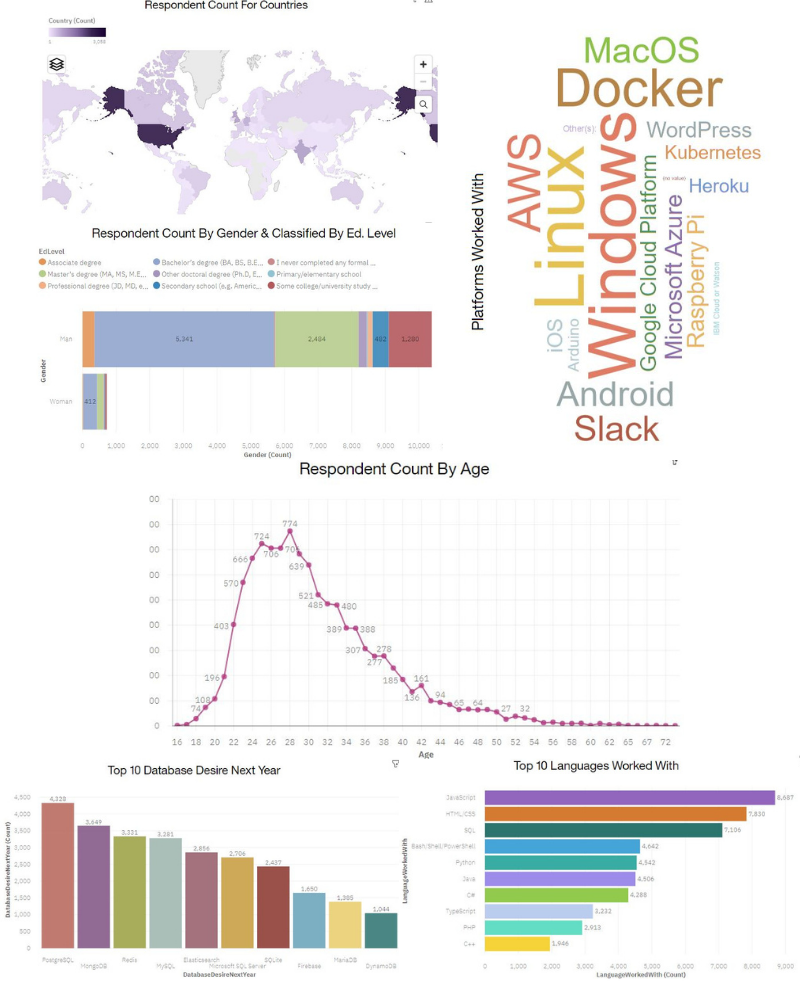 Respondent Count For Countries
Country (Count)
1
MacOS
Docker
Other(s):
WordPress
Kubernetes
Heroku
AWS
Linux
Windows
Google Cloud Platform
Microsoft Azure
Raspberry Pi
IBM Cloud or Watson
(no value)
iOS
Arduino
Android
Slack
Platforms Worked With
Respondent Count By Gender & Classified By Ed. Level
EdLevel
Associate degree
Bachelor's degree (BA, BS, B.E...
I never completed any formal ...
Master's degree (MA, MS, M.E...
Other doctoral degree (Ph.D, E...
Primary/elementary school
Professional degree (JD, MD, e...
Secondary school (e.g. Americ...
Some college/university study ...
Gender
Man
5,341
2,484
482
1,280
Woman
412
0 1,000 2,000 3,000 4,000 5,000 6,000 7,000 8,000 9,000 10,000
Gender (Count)
Respondent Count By Age
00
00
00
00
00
00
00
00
00
0
74
108
196
403
570
666
724
706
774
639
521
485
480
389
388
307
277
278
185
136
161
94
65
64
27
32
16 18 20 22 24 26 28 30 32 34 36 38 40 42 44 46 48 50 52 54 56 58 60 62 66 68 72
Age
Top 10 Database Desire Next Year
DatabaseDesireNextYear (Count)
4,500
4,000
3,500
3,000
2,500
2,000
1,500
1,000
500
0
4,328
3,649
3,331
3,281
2,856
2,706
2,437
1,650
1,385
1,044
PostgreSQL MongoDB Redis MySQL Elasticsearch Microsoft SQL Server SQLite Firebase MariaDB DynamoDB
DatabaseDesireNextYear
Top 10 Languages Worked With
LanguageWorkedWith
JavaScript 8,687
HTML/CSS 7,830
SQL 7,106
Bash/Shell/PowerShell 4,642
Python 4,542
Java 4,506
C# 4,288
TypeScript 3,232
PHP 2,913
C++ 1,946
0 1,000 2,000 3,000 4,000 5,000 6,000 7,000 8,000 9,000
LanguageWorkedWith (Count)